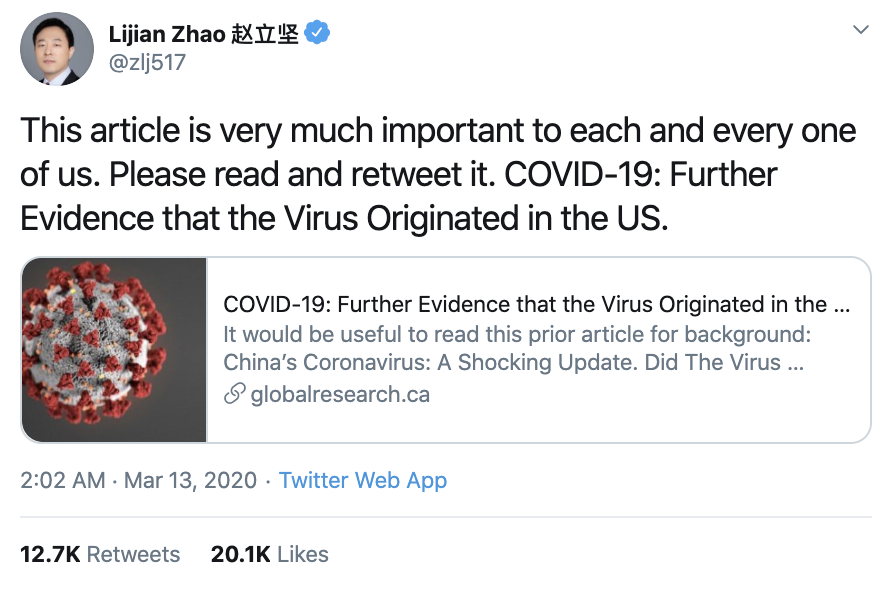 Lijian Zhao 赵立坚
@zlj517
This article is very much important to each and every one
of us. Please read and retweet it. COVID-19: Further
Evidence that the Virus Originated in the US.
COVID-19: Further Evidence that the Virus Originated in the ...
It would be useful to read this prior article for background:
China’s Coronavirus: A Shocking Update. Did The Virus ...
globalresearch.ca
2:02 AM · Mar 13, 2020 · Twitter Web App
12.7K Retweets 20.1K Likes